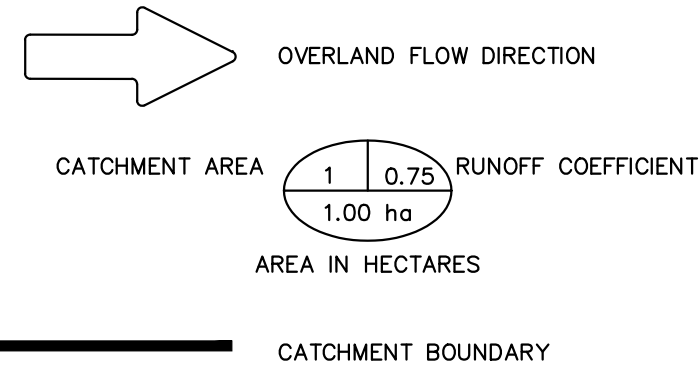 OVERLAND FLOW DIRECTION
CATCHMENT AREA
1
0.75
RUNOFF COEFFICIENT
1.00 ha
AREA IN HECTARES
CATCHMENT BOUNDARY